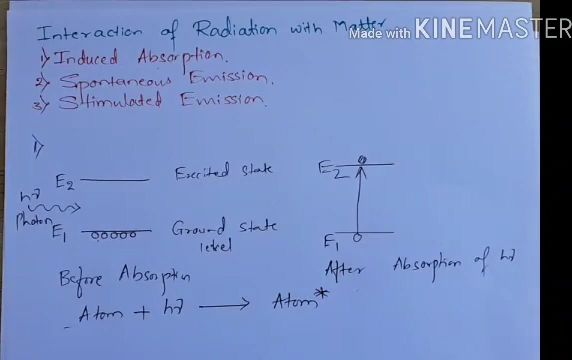 Interaction of Radiation with Matter
Made with KINEMASTER
1) Induced Absorption.
2) Spontaneous Emission.
3) Stimulated Emission.
1)
E2 Excited state
hν
Photon
E1 Ground state
level
Before Absorption
E2
E1
After Absorption of hν
Atom + hν → Atom*